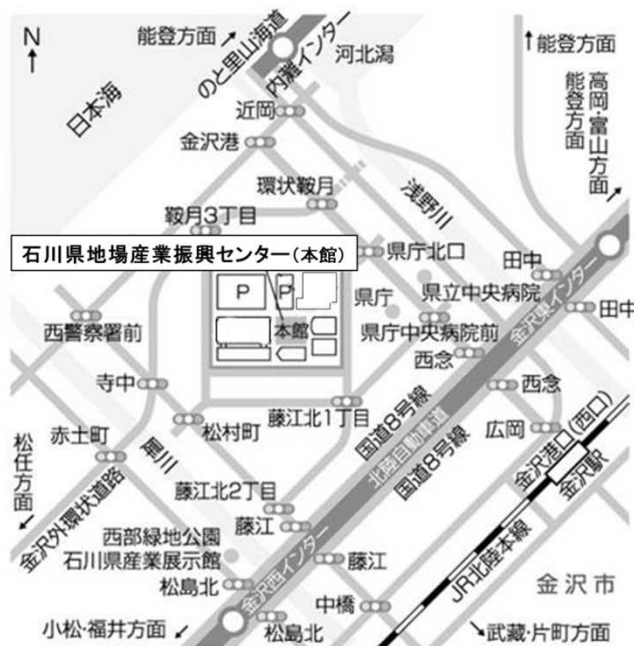 N
能登方面
のと里山海道
内灘インター
河北潟
能登方面
高岡・富山方面
能登方面
日本海
近岡
金沢港
環状鞍月
浅野川
鞍月3丁目
石川県地場産業振興センター(本館)
県庁北口
田中
P
P
県庁
県立中央病院
金沢東インター
田中
西警察署前
本館
県庁中央病院前
西念
寺中
西念
藤江北1丁目
国道8号線
北陸自動車道
国道8号線
広岡
金沢港口(西口)
金沢駅
松任方面
赤土町
松村町
犀川
金沢外環状道路
藤江北2丁目
藤江
西部緑地公園
石川県産業展示館
藤江
JR北陸本線
金沢市
松島北
金沢西インター
中橋
小松・福井方面
松島北
武蔵・片町方面